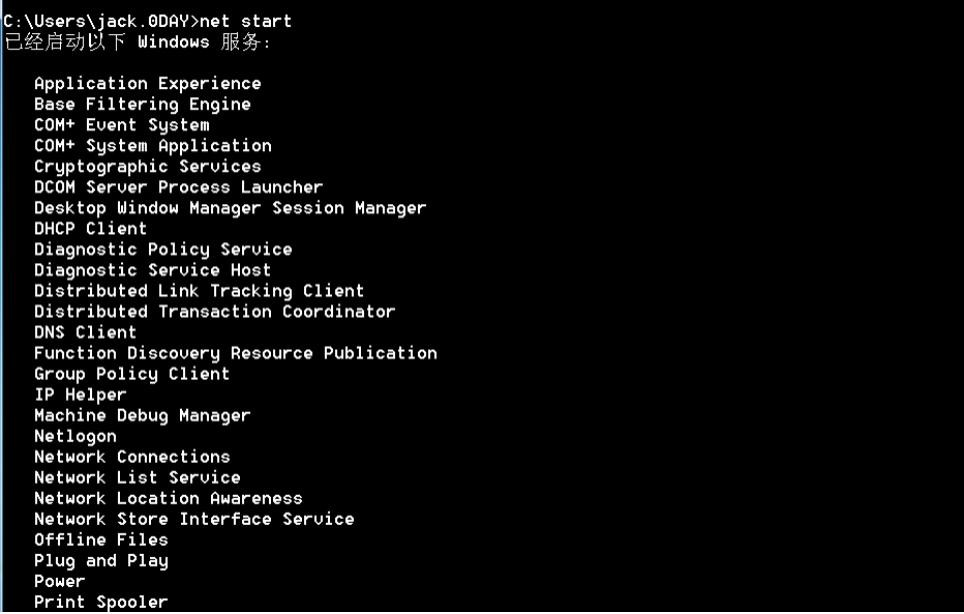 C:\Users\jack.0DAY>net start
已经启动以下 Windows 服务:
Application Experience
Base Filtering Engine
COM+ Event System
COM+ System Application
Cryptographic Services
DCOM Server Process Launcher
Desktop Window Manager Session Manager
DHCP Client
Diagnostic Policy Service
Diagnostic Service Host
Distributed Link Tracking Client
Distributed Transaction Coordinator
DNS Client
Function Discovery Resource Publication
Group Policy Client
IP Helper
Machine Debug Manager
Netlogon
Network Connections
Network List Service
Network Location Awareness
Network Store Interface Service
Offline Files
Plug and Play
Power
Print Spooler